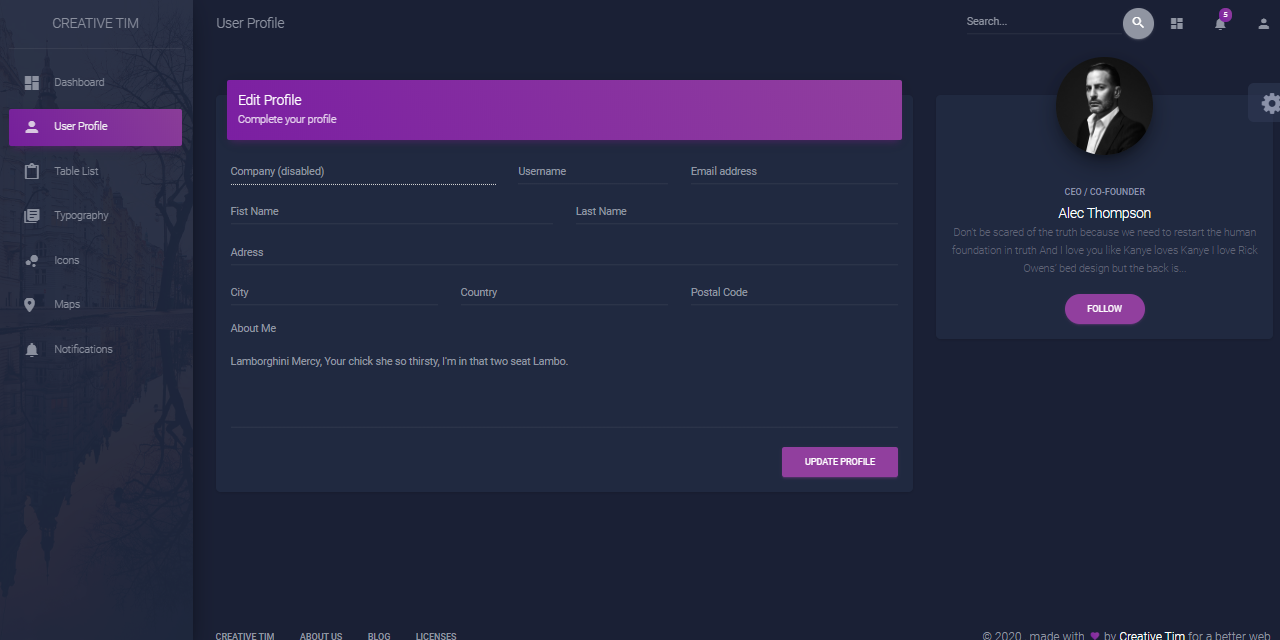 CREATIVE TIM
Dashboard
User Profile
Table List
Typography
Icons
Maps
Notifications
User Profile
Search...
5
Edit Profile
Complete your profile
Company (disabled)
Username
Email address
Fist Name
Last Name
Adress
City
Country
Postal Code
About Me
Lamborghini Mercy, Your chick she so thirsty, I'm in that two seat Lambo.
UPDATE PROFILE
CEO / CO-FOUNDER
Alec Thompson
Don't be scared of the truth because we need to restart the human
foundation in truth And I love you like Kanye loves Kanye I love Rick
Owens' bed design but the back is...
FOLLOW
CREATIVE TIM
ABOUT US
BLOG
LICENSES
© 2020 , made with by Creative Tim for a better web.